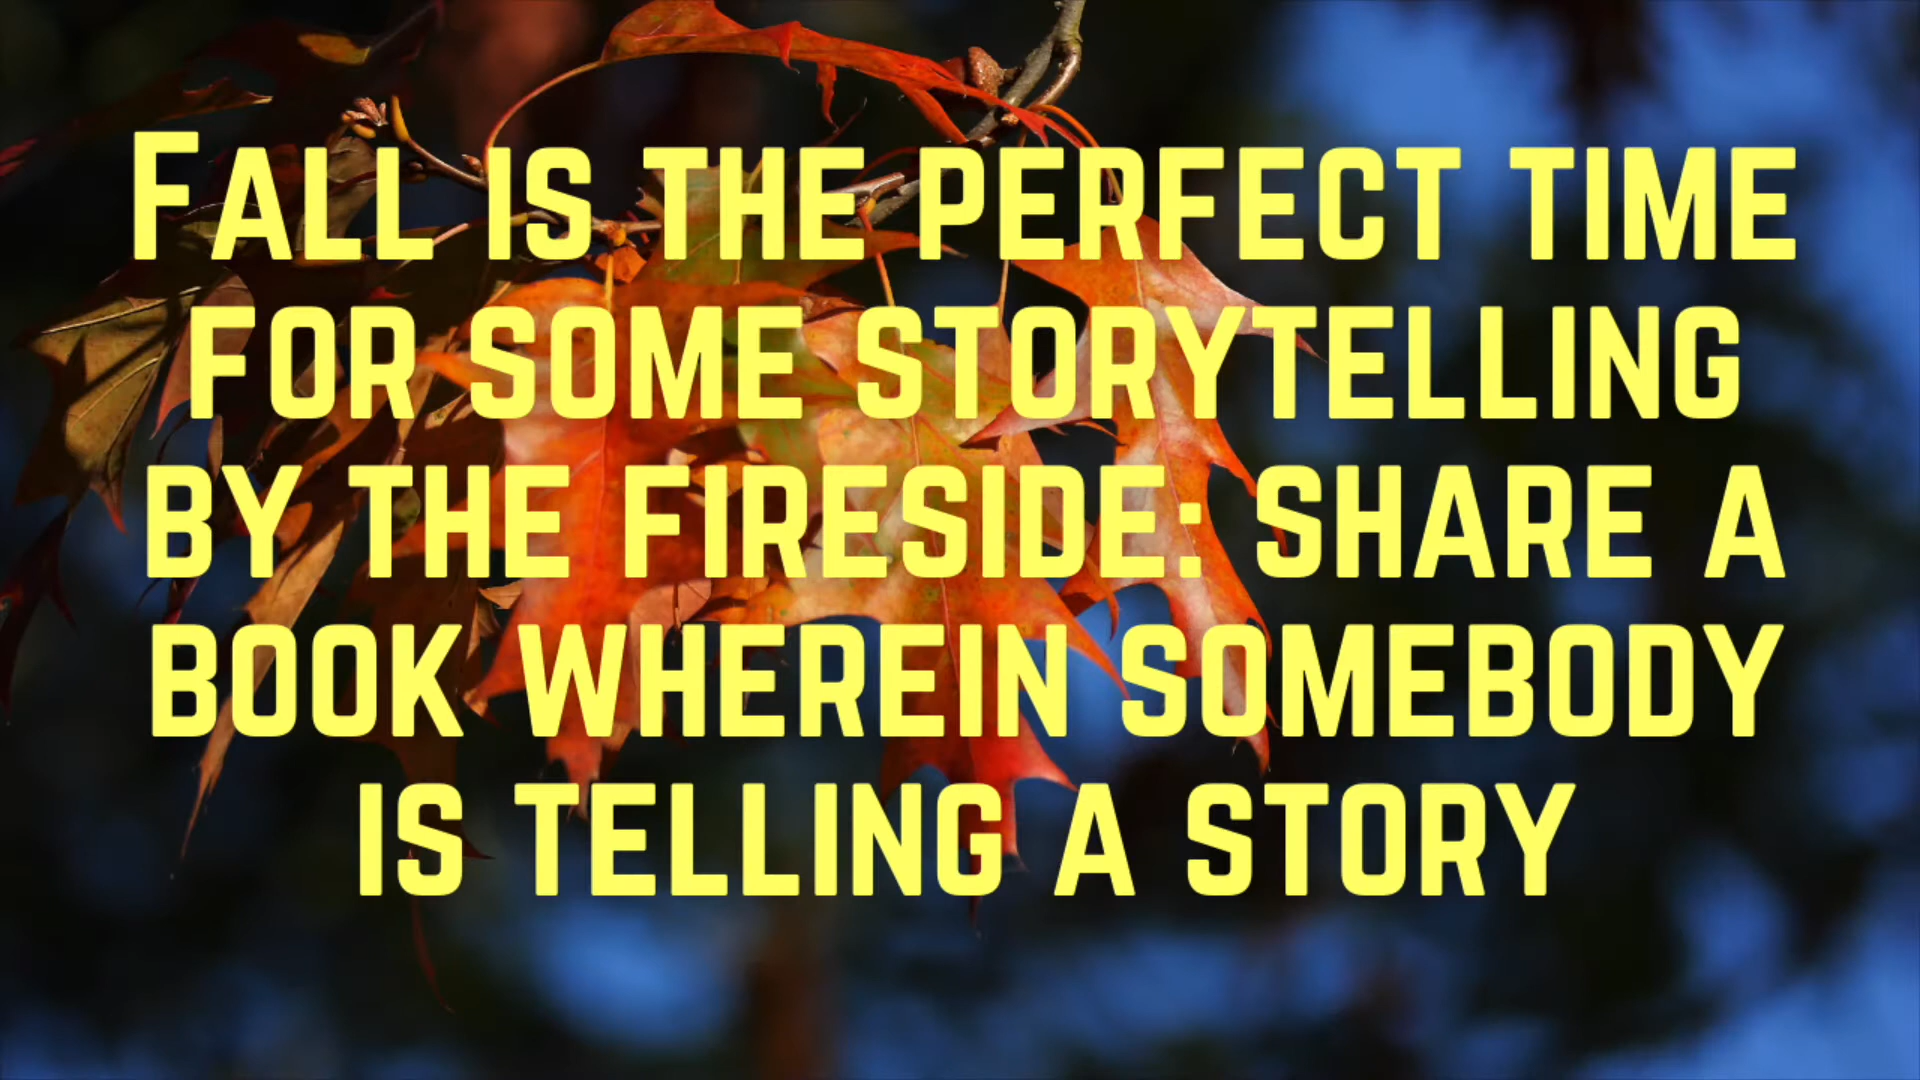 Fall is the perfect time
for some storytelling
by the fireside: share a
book wherein somebody
is telling a story